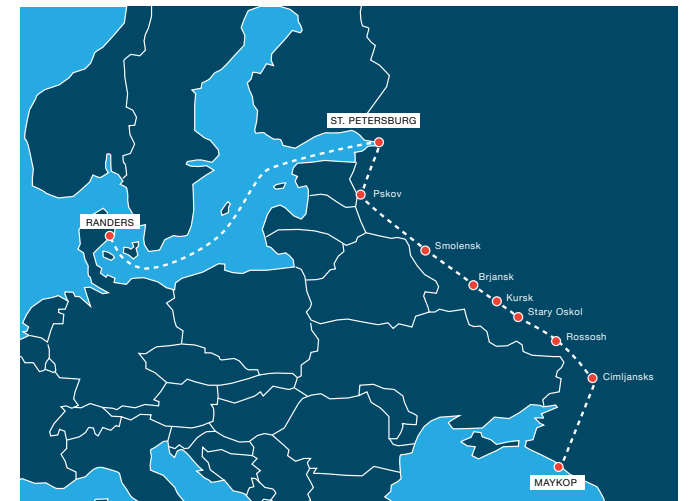 ST. PETERSBURG
Pskov
RANDERS
Smolensk
Brjansk
Kursk
Stary Oskol
Rossosh
Cimljansks
MAYKOP